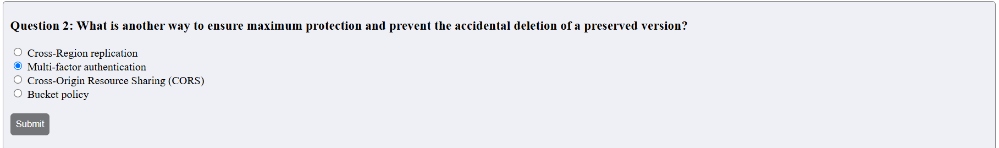 Question 2: What is another way to ensure maximum protection and prevent the accidental deletion of a preserved version?
Cross-Region replication
Multi-factor authentication
Cross-Origin Resource Sharing (CORS)
Bucket policy
Submit